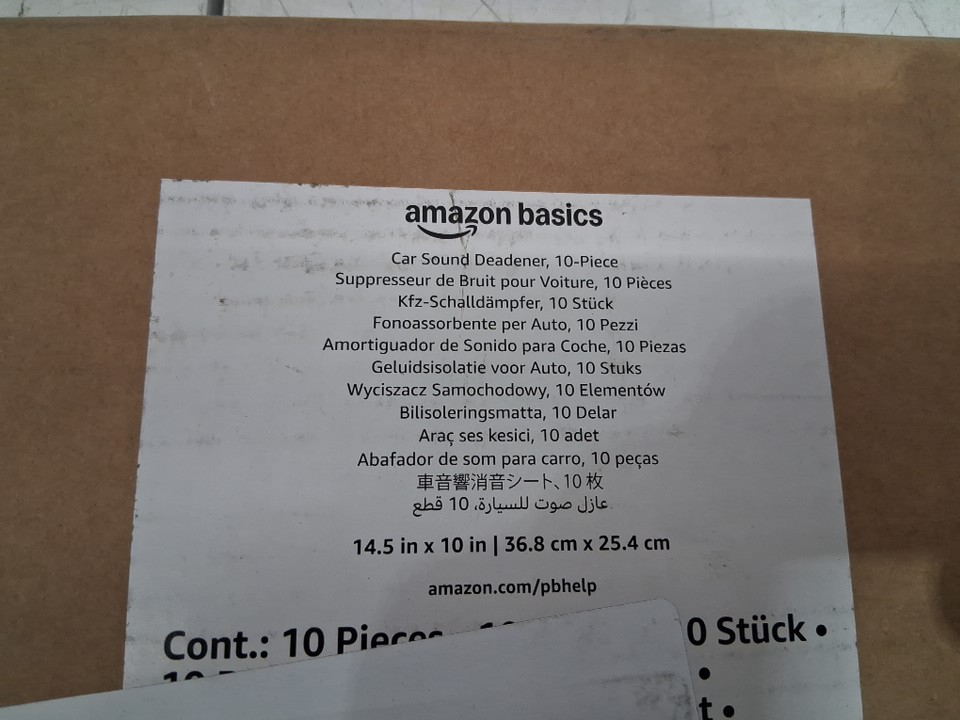 amazon basics
Car Sound Deadener, 10-Piece
Suppresseur de Bruit pour Voiture, 10 Pièces
Kfz-Schalldämpfer, 10 Stück
Fonoassorbente per Auto, 10 Pezzi
Amortiguador de Sonido para Coche, 10 Piezas
Geluidsisolatie voor Auto, 10 Stuks
Wyciszacz Samochodowy, 10 Elementów
Bilisoleringsmatta, 10 Delar
Araç ses kesici, 10 adet
Abafador de som para carro, 10 peças
車音響消音シート、10 枚
عازل صوت للسيارة، 10 قطع
14.5 in x 10 in | 36.8 cm x 25.4 cm
amazon.com/pbhelp
Cont.: 10 Pieces Stück •
•
•